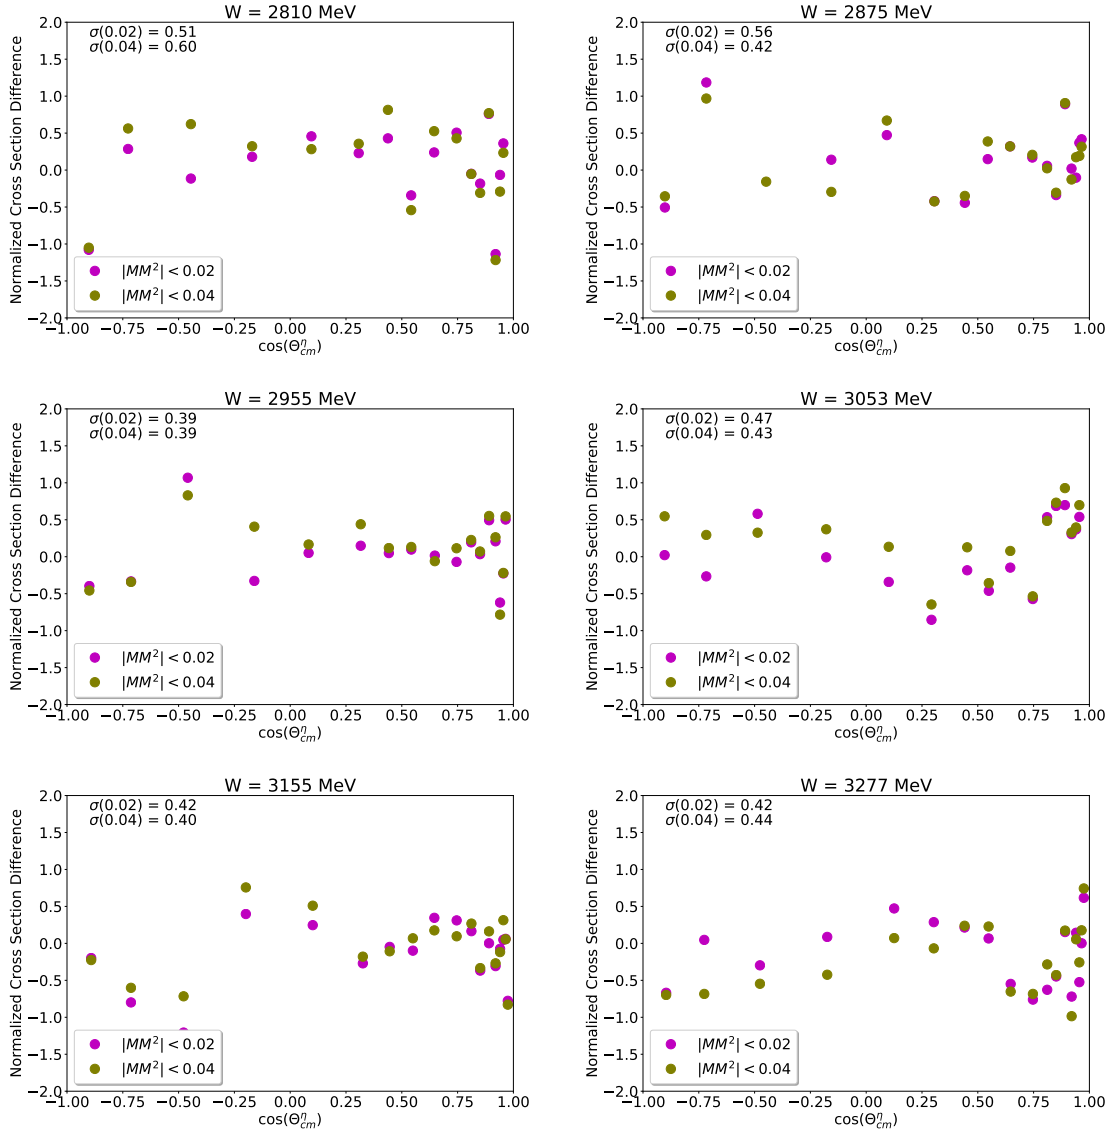 W = 2810 MeV
σ(0.02) = 0.51
σ(0.04) = 0.60
Normalized Cross Section Difference
2.0
1.5
1.0
0.5
0.0
−0.5
−1.0
−1.5
−2.0
|MM²| < 0.02
|MM²| < 0.04
−1.00 −0.75 −0.50 −0.25 0.00 0.25 0.50 0.75 1.00
cos(Θ^η_cm)
W = 2875 MeV
σ(0.02) = 0.56
σ(0.04) = 0.42
Normalized Cross Section Difference
2.0
1.5
1.0
0.5
0.0
−0.5
−1.0
−1.5
−2.0
|MM²| < 0.02
|MM²| < 0.04
−1.00 −0.75 −0.50 −0.25 0.00 0.25 0.50 0.75 1.00
cos(Θ^η_cm)
W = 2955 MeV
σ(0.02) = 0.39
σ(0.04) = 0.39
Normalized Cross Section Difference
2.0
1.5
1.0
0.5
0.0
−0.5
−1.0
−1.5
−2.0
|MM²| < 0.02
|MM²| < 0.04
−1.00 −0.75 −0.50 −0.25 0.00 0.25 0.50 0.75 1.00
cos(Θ^η_cm)
W = 3053 MeV
σ(0.02) = 0.47
σ(0.04) = 0.43
Normalized Cross Section Difference
2.0
1.5
1.0
0.5
0.0
−0.5
−1.0
−1.5
−2.0
|MM²| < 0.02
|MM²| < 0.04
−1.00 −0.75 −0.50 −0.25 0.00 0.25 0.50 0.75 1.00
cos(Θ^η_cm)
W = 3155 MeV
σ(0.02) = 0.42
σ(0.04) = 0.40
Normalized Cross Section Difference
2.0
1.5
1.0
0.5
0.0
−0.5
−1.0
−1.5
−2.0
|MM²| < 0.02
|MM²| < 0.04
−1.00 −0.75 −0.50 −0.25 0.00 0.25 0.50 0.75 1.00
cos(Θ^η_cm)
W = 3277 MeV
σ(0.02) = 0.42
σ(0.04) = 0.44
Normalized Cross Section Difference
2.0
1.5
1.0
0.5
0.0
−0.5
−1.0
−1.5
−2.0
|MM²| < 0.02
|MM²| < 0.04
−1.00 −0.75 −0.50 −0.25 0.00 0.25 0.50 0.75 1.00
cos(Θ^η_cm)